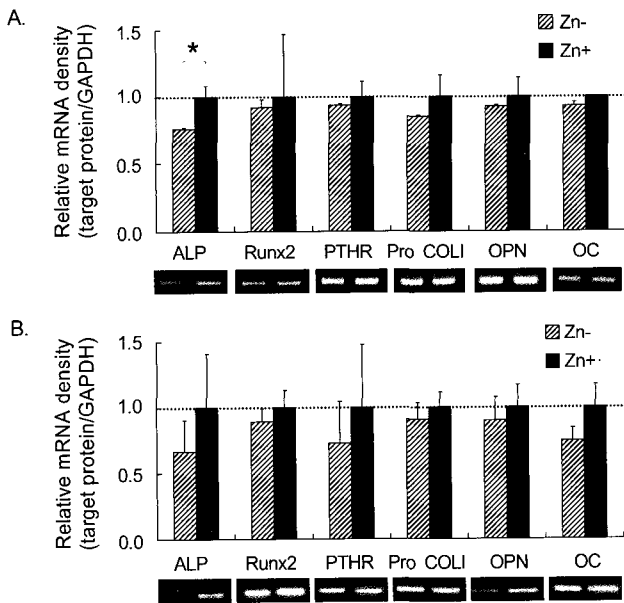 A.
Relative mRNA density
(target protein/GAPDH)
1.5
1.0
0.5
0.0
*
Zn-
Zn+
ALP Runx2 PTHR Pro COLI OPN OC
B.
Relative mRNA density
(target protein/GAPDH)
1.5
1.0
0.5
0.0
Zn-
Zn+
ALP Runx2 PTHR Pro COLI OPN OC